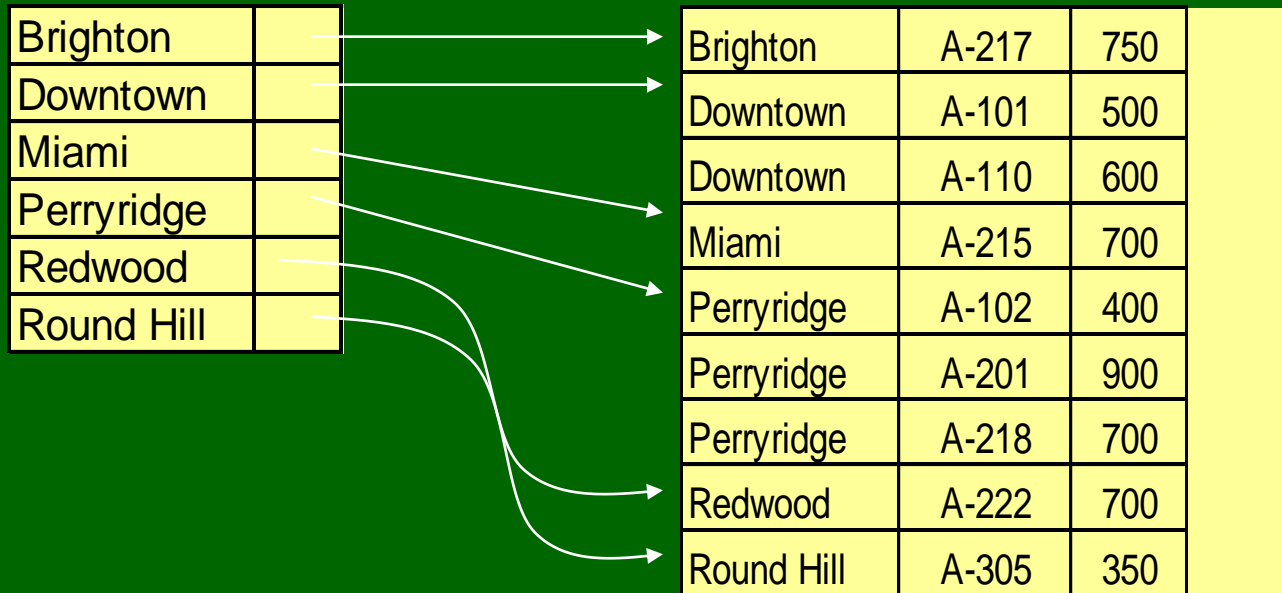 Brighton
Downtown
Miami
Perryridge
Redwood
Round Hill
Brighton A-217 750
Downtown A-101 500
Downtown A-110 600
Miami A-215 700
Perryridge A-102 400
Perryridge A-201 900
Perryridge A-218 700
Redwood A-222 700
Round Hill A-305 350